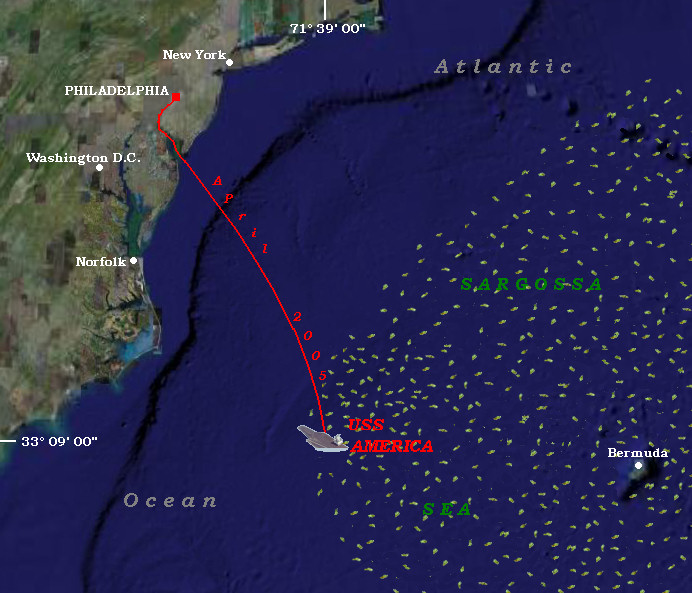 71° 39' 00"
New York
Atlantic
PHILADELPHIA
Washington D.C.
April
Norfolk
SARGOSSA
2005
USS
AMERICA
33° 09' 00"
Bermuda
Ocean
SEA